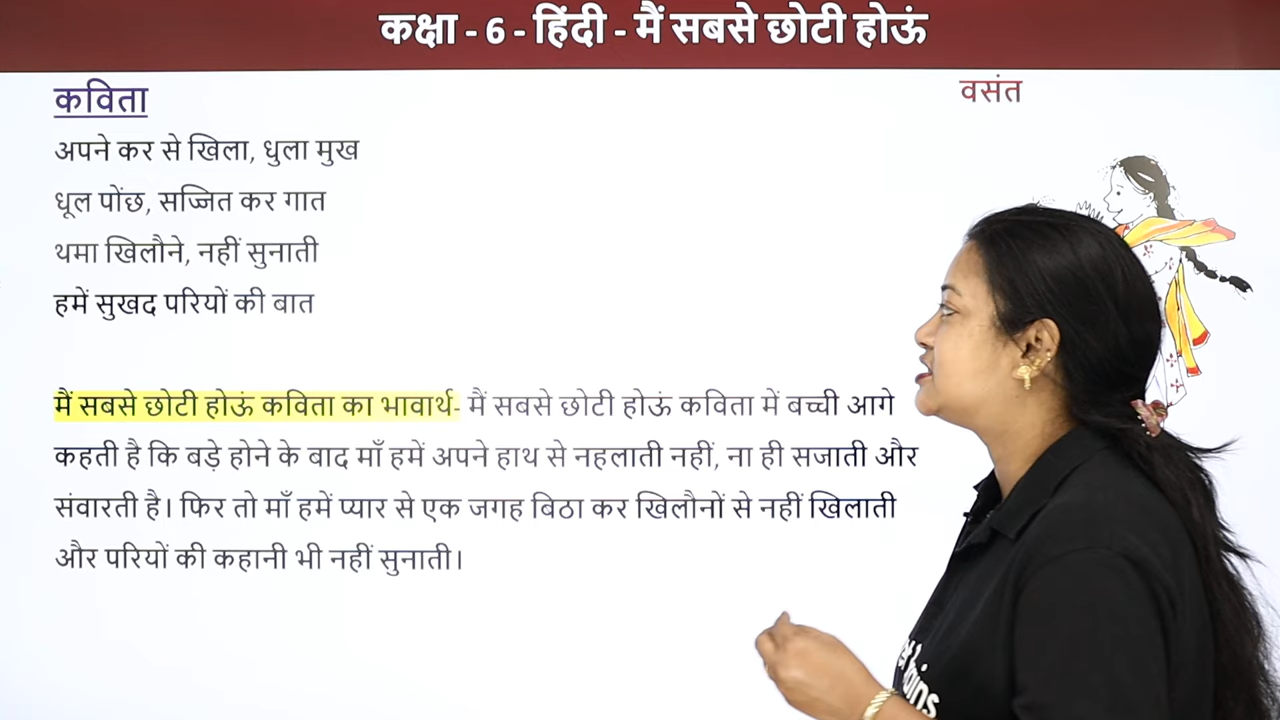 कक्षा - 6 - हिंदी - मैं सबसे छोटी होऊं
कविता
वसंत
अपने कर से खिला, धुला मुख
धूल पोंछ, सज्जित कर गात
थमा खिलौने, नहीं सुनाती
हमें सुखद परियों की बात
मैं सबसे छोटी होऊं कविता का भावार्थ- मैं सबसे छोटी होऊं कविता में बच्ची आगे
कहती है कि बड़े होने के बाद माँ हमें अपने हाथ से नहलाती नहीं, ना ही सजाती और
संवारती है। फिर तो माँ हमें प्यार से एक जगह बिठा कर खिलौनों से नहीं खिलाती
और परियों की कहानी भी नहीं सुनाती।